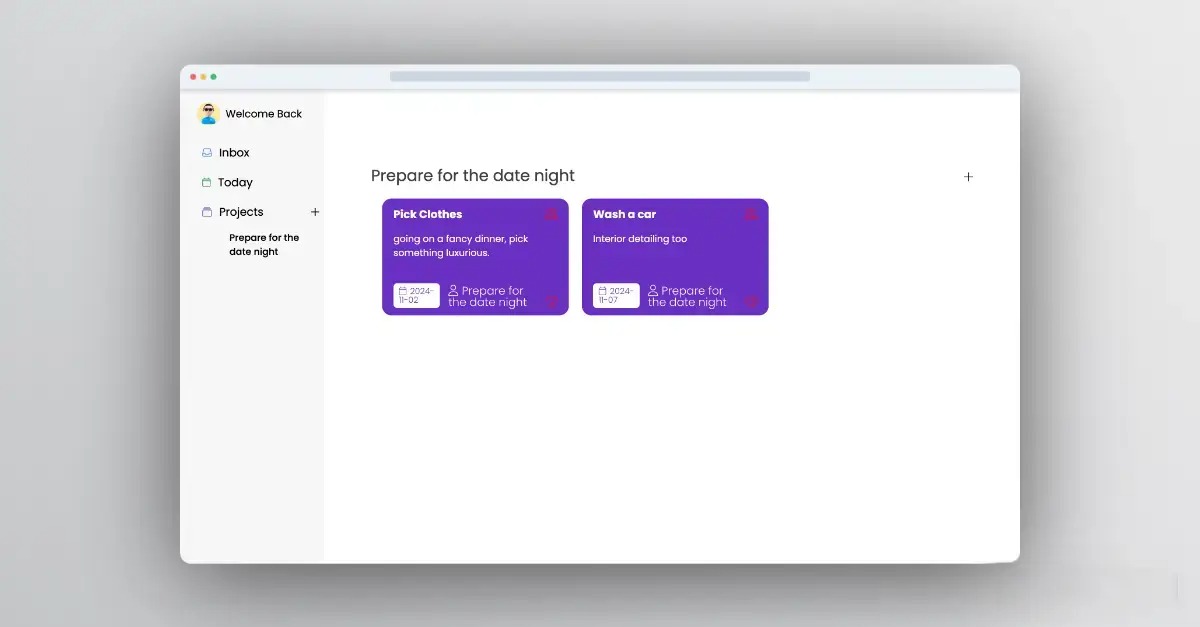 Welcome Back
Inbox
Today
Projects
Prepare for the
date night
Prepare for the date night
Pick Clothes
going on a fancy dinner, pick
something luxurious.
2024-
11-02
Prepare for
the date night
Wash a car
Interior detailing too
2024-
11-07
Prepare for
the date night